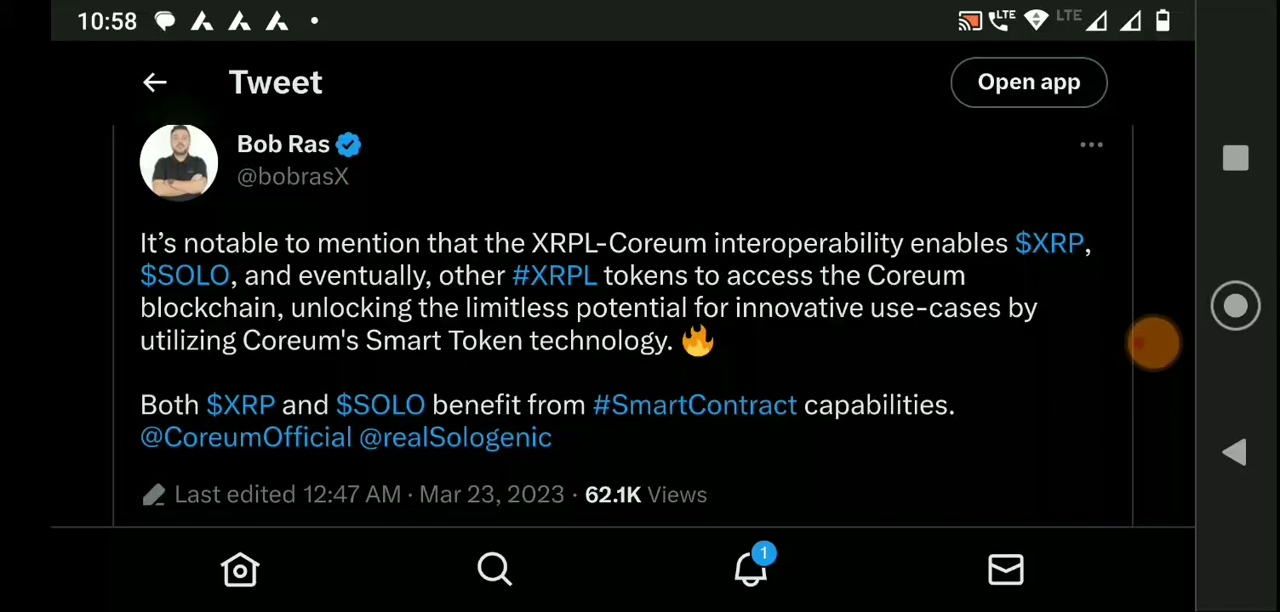 10:58 LTE LTE
Tweet
Open app
Bob Ras
@bobrasX
It’s notable to mention that the XRPL-Coreum interoperability enables $XRP,
$SOLO, and eventually, other #XRPL tokens to access the Coreum
blockchain, unlocking the limitless potential for innovative use-cases by
utilizing Coreum's Smart Token technology. 🔥
Both $XRP and $SOLO benefit from #SmartContract capabilities.
@CoreumOfficial @realSologenic
Last edited 12:47 AM · Mar 23, 2023 · 62.1K Views
1